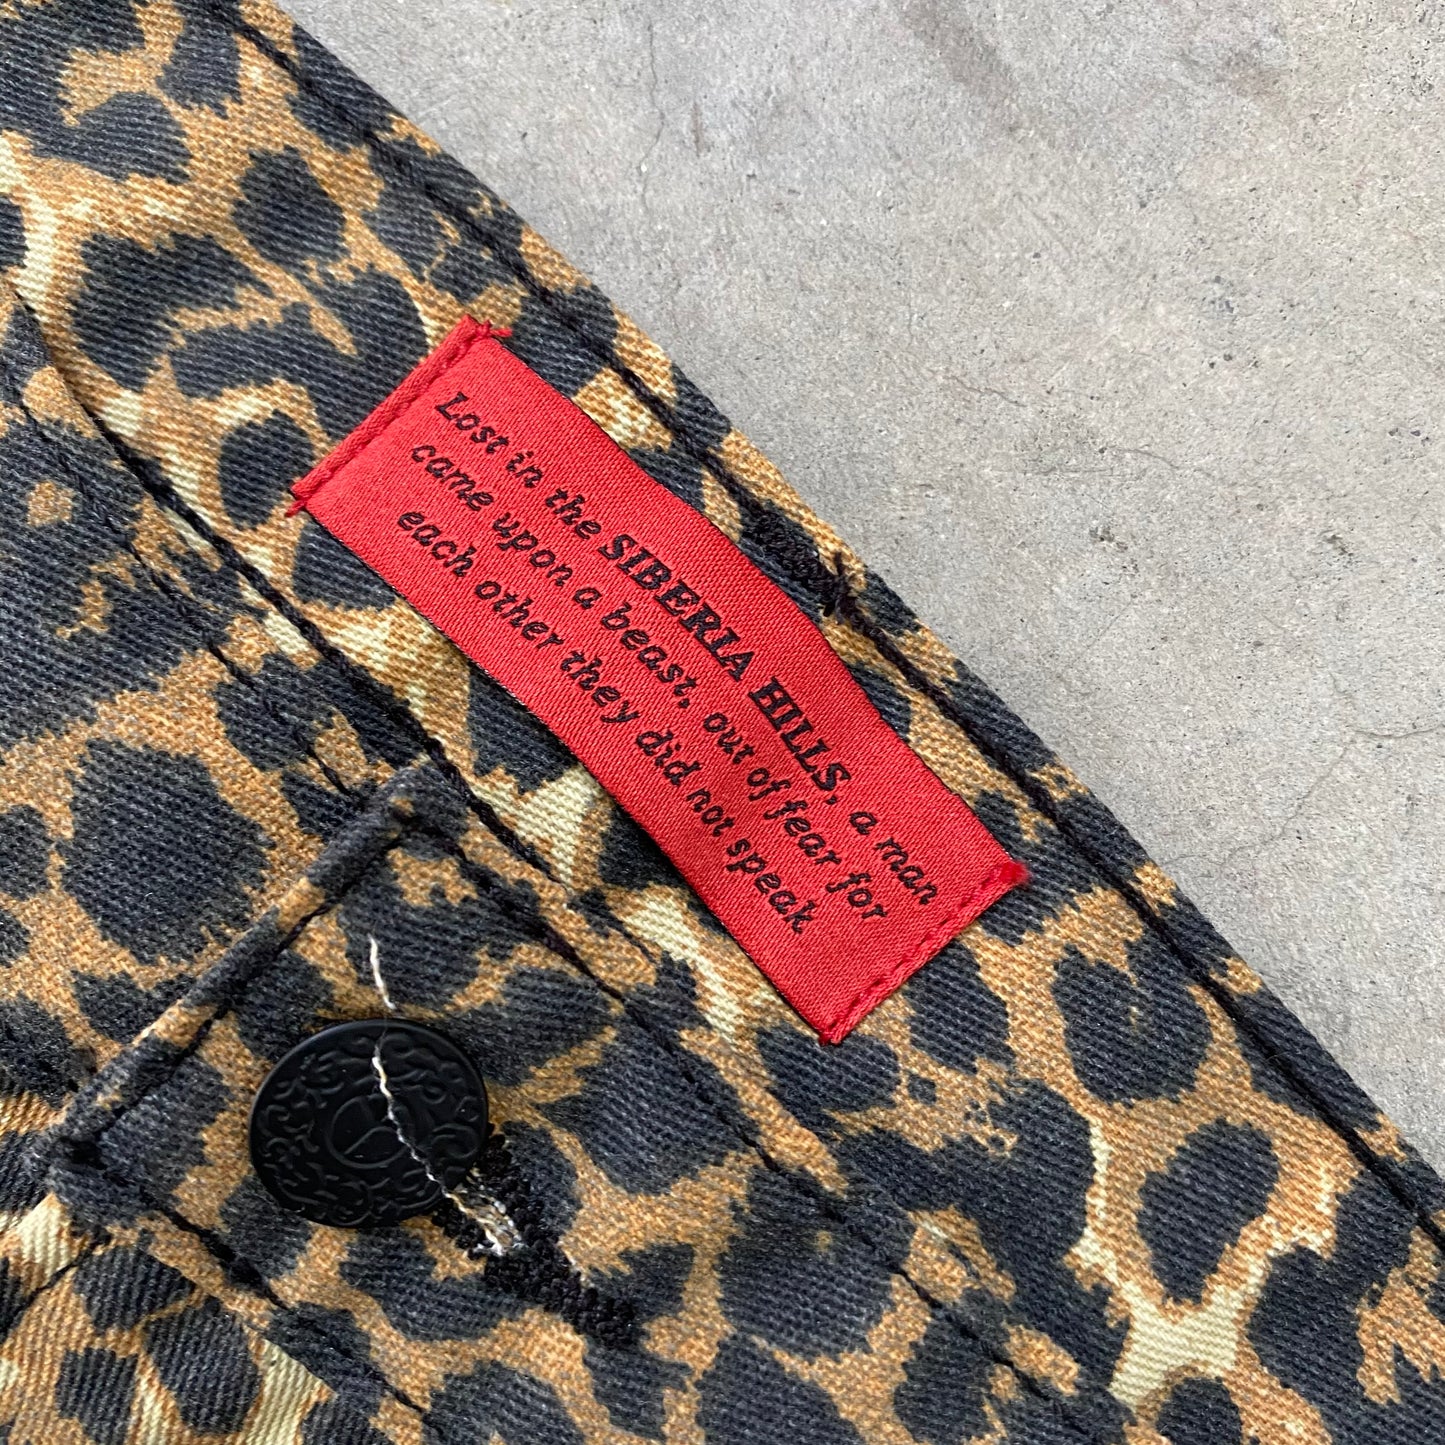 Lost in the SIBERIA HILLS, a man
came upon a beast, out of fear for
each other they did not speak